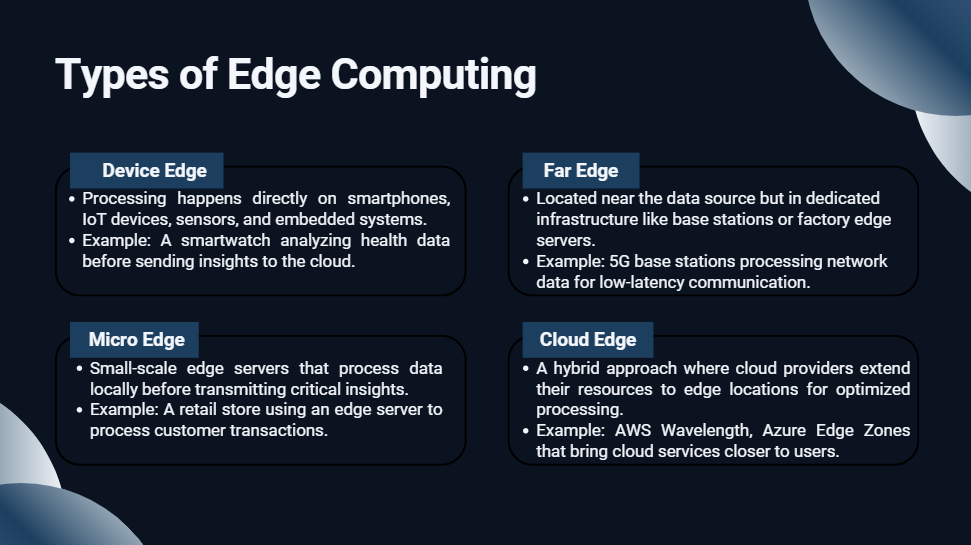 Types of Edge Computing
Device Edge
• Processing happens directly on smartphones,
IoT devices, sensors, and embedded systems.
• Example: A smartwatch analyzing health data
before sending insights to the cloud.
Far Edge
• Located near the data source but in dedicated
infrastructure like base stations or factory edge
servers.
• Example: 5G base stations processing network
data for low-latency communication.
Micro Edge
• Small-scale edge servers that process data
locally before transmitting critical insights.
• Example: A retail store using an edge server to
process customer transactions.
Cloud Edge
• A hybrid approach where cloud providers extend
their resources to edge locations for optimized
processing.
• Example: AWS Wavelength, Azure Edge Zones
that bring cloud services closer to users.